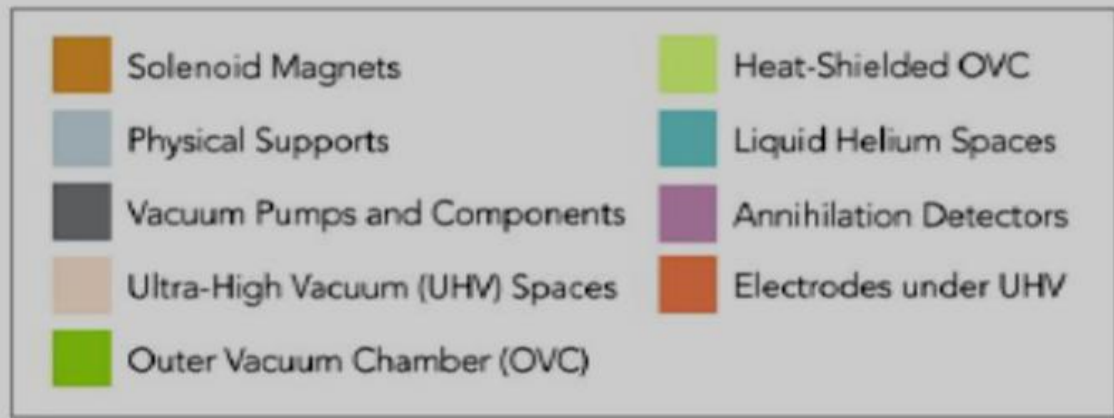 Solenoid Magnets
Physical Supports
Vacuum Pumps and Components
Ultra-High Vacuum (UHV) Spaces
Outer Vacuum Chamber (OVC)
Heat-Shielded OVC
Liquid Helium Spaces
Annihilation Detectors
Electrodes under UHV